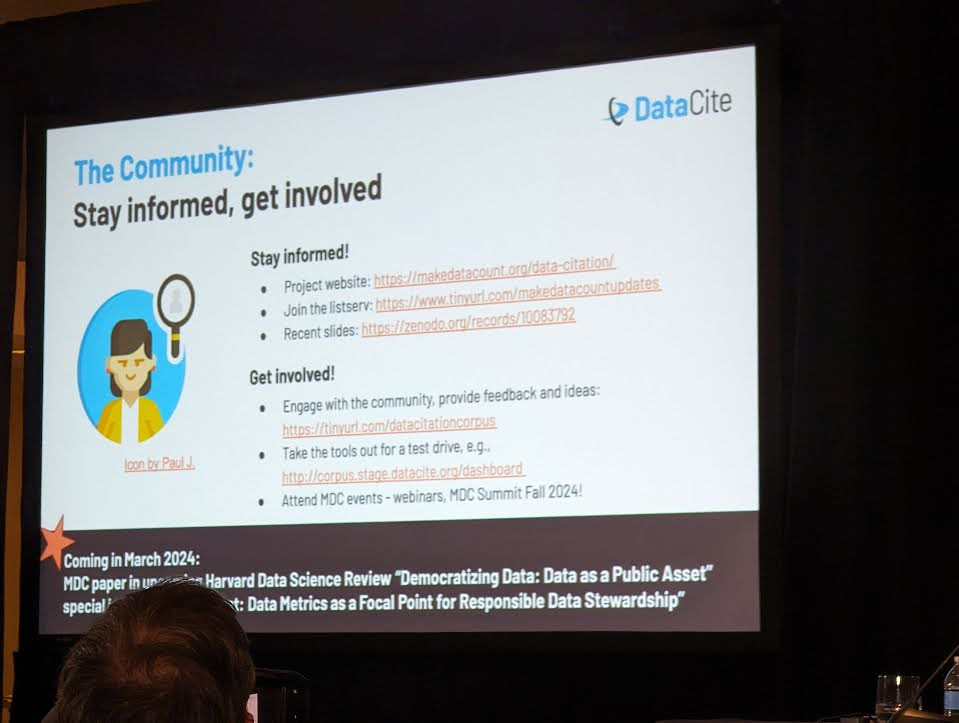 DataCite
The Community:
Stay informed, get involved
Stay informed!
● Project website: https://makedatacount.org/data-citation/
● Join the listserv: https://www.tinyurl.com/makedatacountupdates
● Recent slides: https://zenodo.org/records/10083792
Get involved!
● Engage with the community, provide feedback and ideas:
https://tinyurl.com/datacitationcorpus
● Take the tools out for a test drive, e.g.,
http://corpus.stage.datacite.org/dashboard
● Attend MDC events - webinars, MDC Summit Fall 2024!
Icon by Paul J.
Coming in March 2024:
MDC paper in Harvard Data Science Review “Democratizing Data: Data as a Public Asset”
special : Data Metrics as a Focal Point for Responsible Data Stewardship”